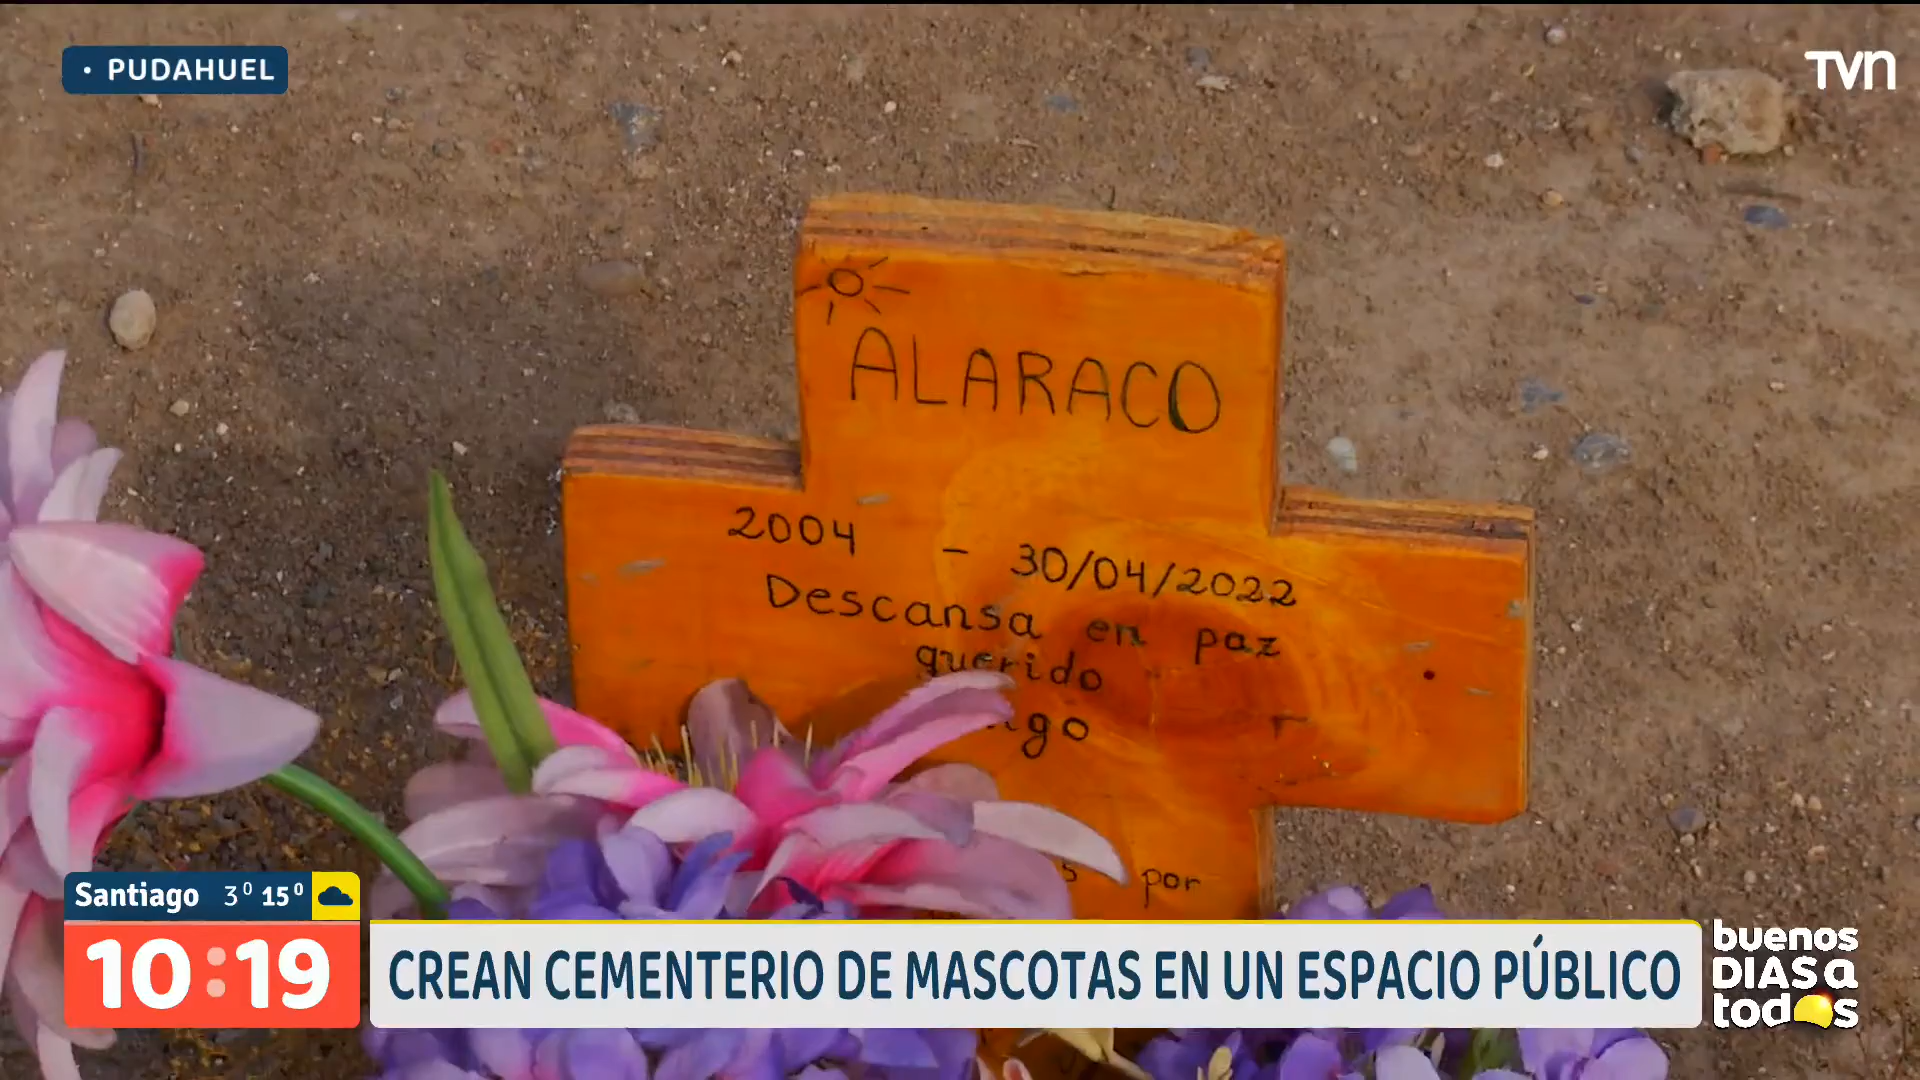 PUDAHUEL
TVN
ALARACO
2004 - 30/04/2022
Descansa en paz
querido
por
Santiago 3° 15°
10:19
CREAN CEMENTERIO DE MASCOTAS EN UN ESPACIO PÚBLICO
buenos
DIAS a
todos